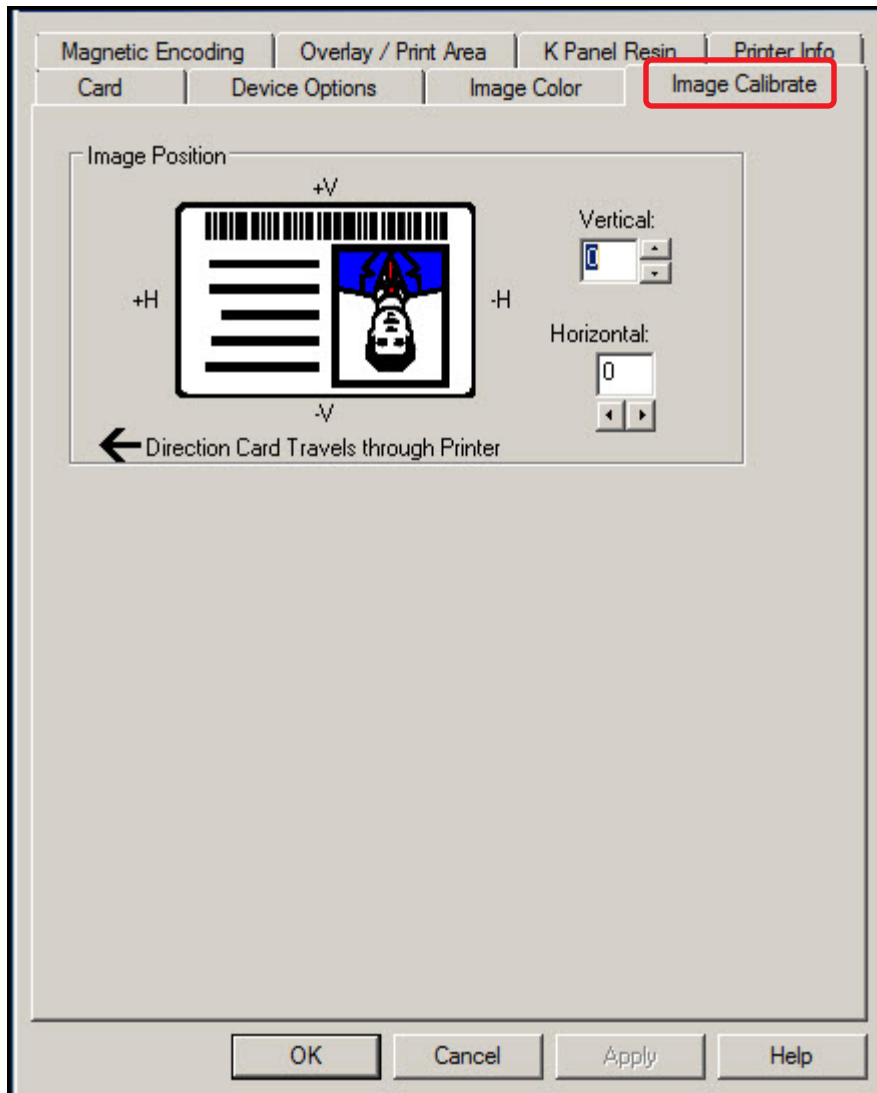 Magnetic Encoding Overlay / Print Area K Panel Resin Printer Info
Card Device Options Image Color Image Calibrate
Image Position
+V
Vertical:
0
+H
-H
Horizontal:
0
-V
Direction Card Travels through Printer
OK Cancel Apply Help